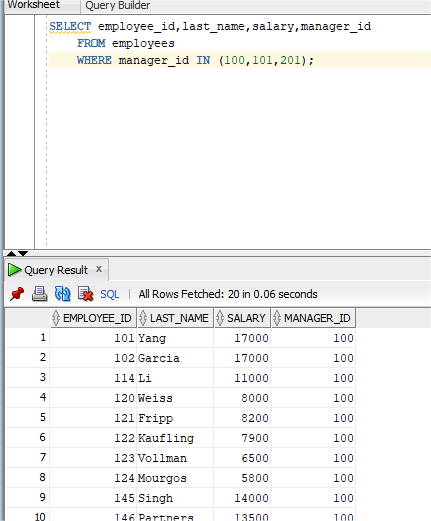 Worksheet Query Builder
SELECT employee_id,last_name,salary,manager_id
FROM employees
WHERE manager_id IN (100,101,201);
Query Result x
SQL | All Rows Fetched: 20 in 0.06 seconds
EMPLOYEE_ID LAST_NAME SALARY MANAGER_ID
1 101 Yang 17000 100
2 102 Garcia 17000 100
3 114 Li 11000 100
4 120 Weiss 8000 100
5 121 Fripp 8200 100
6 122 Kaufling 7900 100
7 123 Vollman 6500 100
8 124 Mourgos 5800 100
9 145 Singh 14000 100
10 146 Partners 13500 100